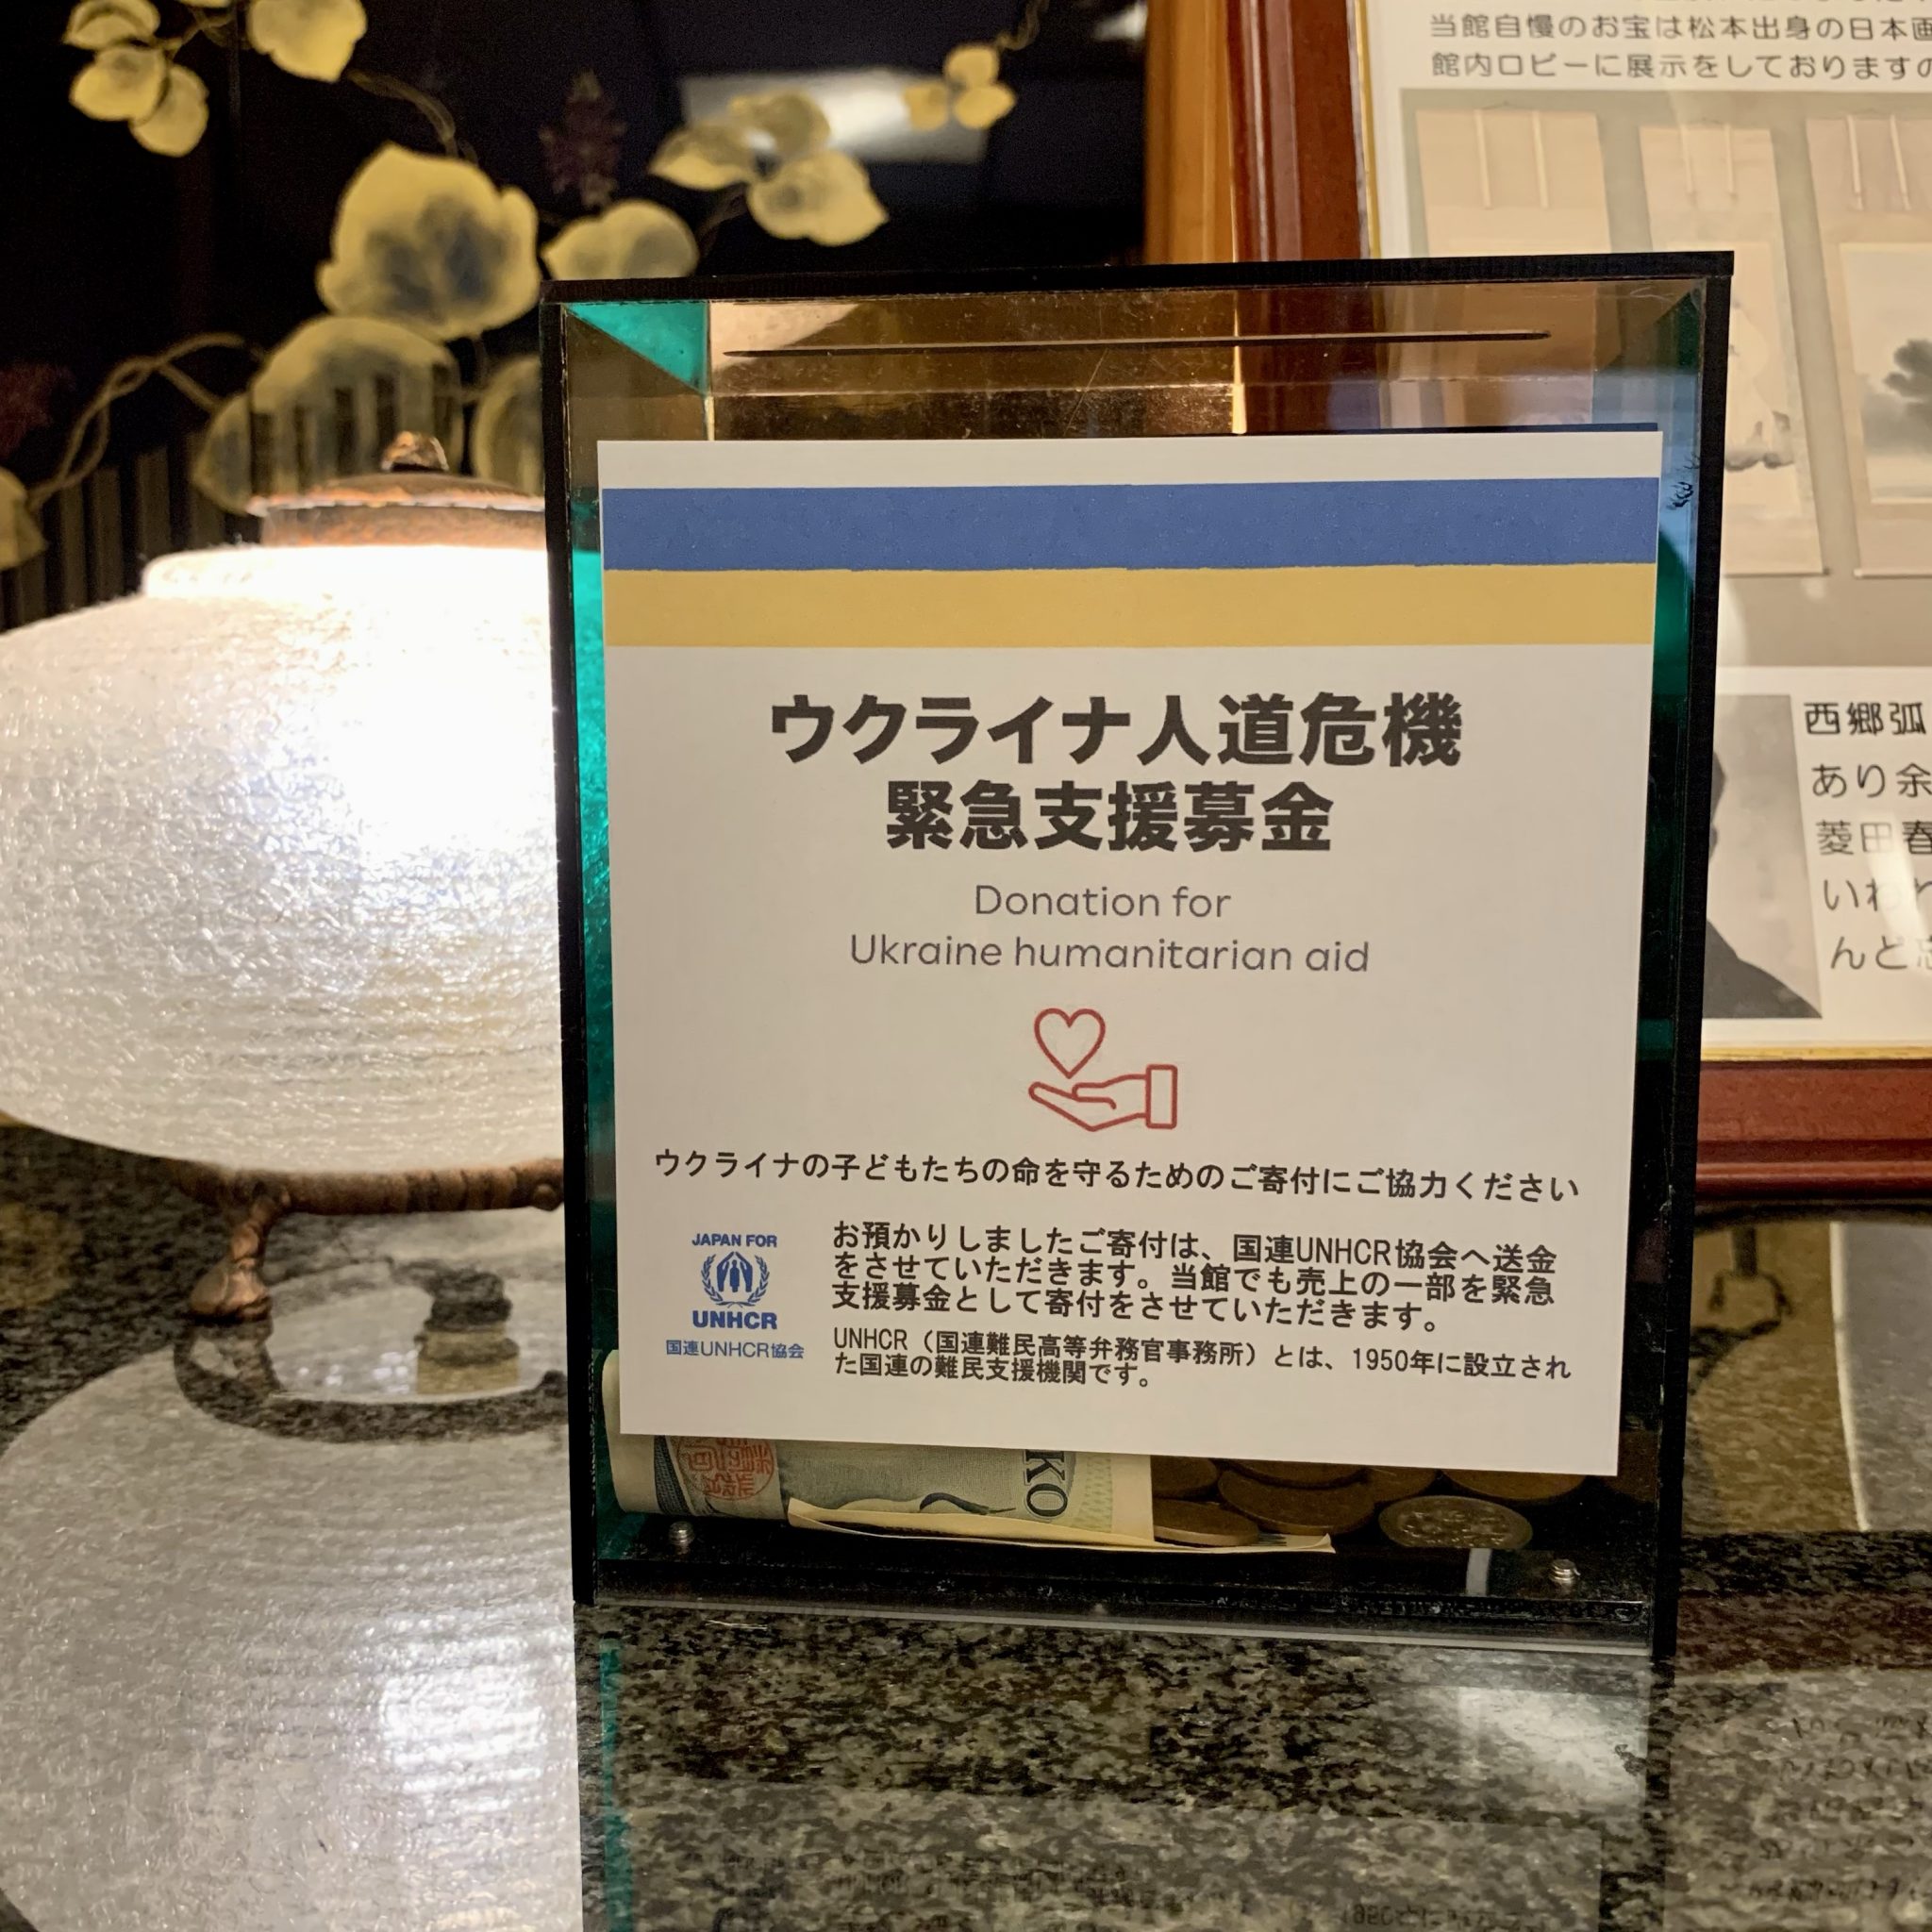 当館自慢のお宝は松本出身の日本画
館内ロビーに展示をしておりますの
ウクライナ人道危機
緊急支援募金
Donation for
Ukraine humanitarian aid
ウクライナの子どもたちの命を守るためのご寄付にご協力ください
JAPAN FOR
UNHCR
国連UNHCR協会
お預かりしましたご寄付は、国連UNHCR協会へ送金
をさせていただきます。当館でも売上の一部を緊急
支援募金として寄付をさせていただきます。
UNHCR（国連難民高等弁務官事務所）とは、1950年に設立され
た国連の難民支援機関です。
KO
西郷弧
あり余
菱田春
いわ
んど